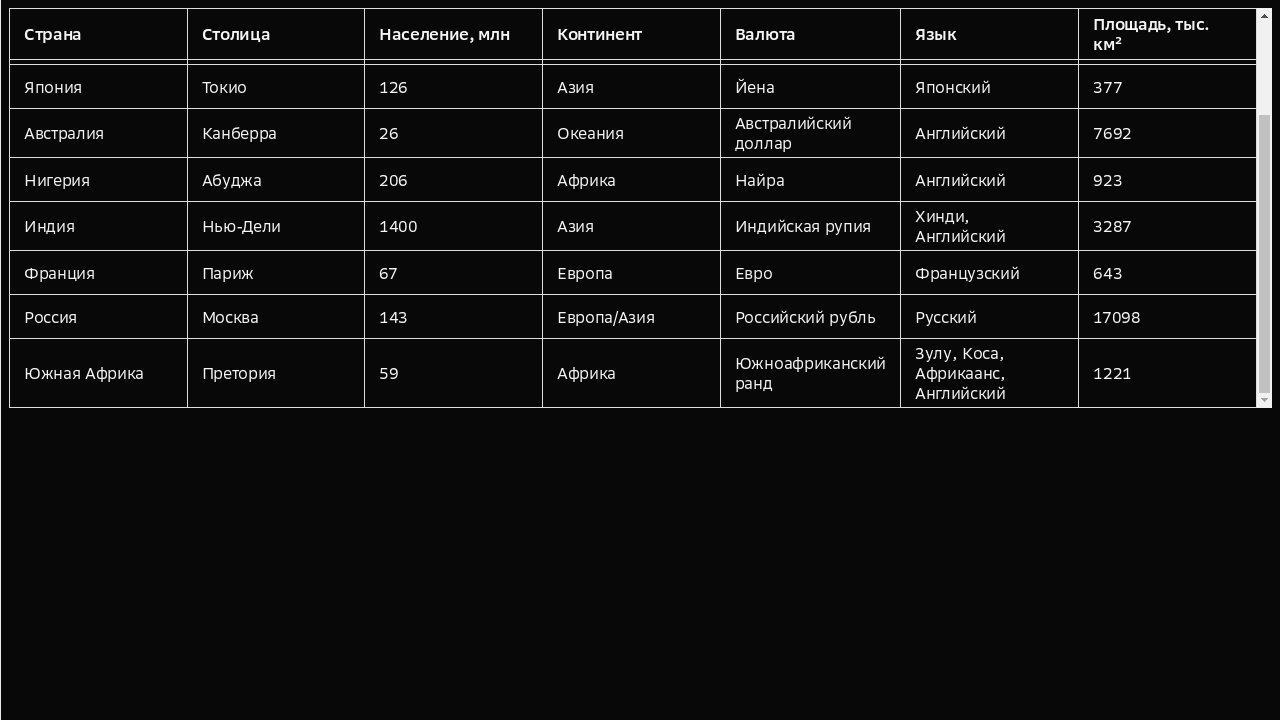 Страна Столица Население, млн Континент Валюта Язык Площадь, тыс. км²
Япония Токио 126 Азия Йена Японский 377
Австралия Канберра 26 Океания Австралийский доллар Английский 7692
Нигерия Абуджа 206 Африка Найра Английский 923
Индия Нью-Дели 1400 Азия Индийская рупия Хинди, Английский 3287
Франция Париж 67 Европа Евро Французский 643
Россия Москва 143 Европа/Азия Российский рубль Русский 17098
Южная Африка Претория 59 Африка Южноафриканский ранд Зулу, Коса, Африкаанс, Английский 1221